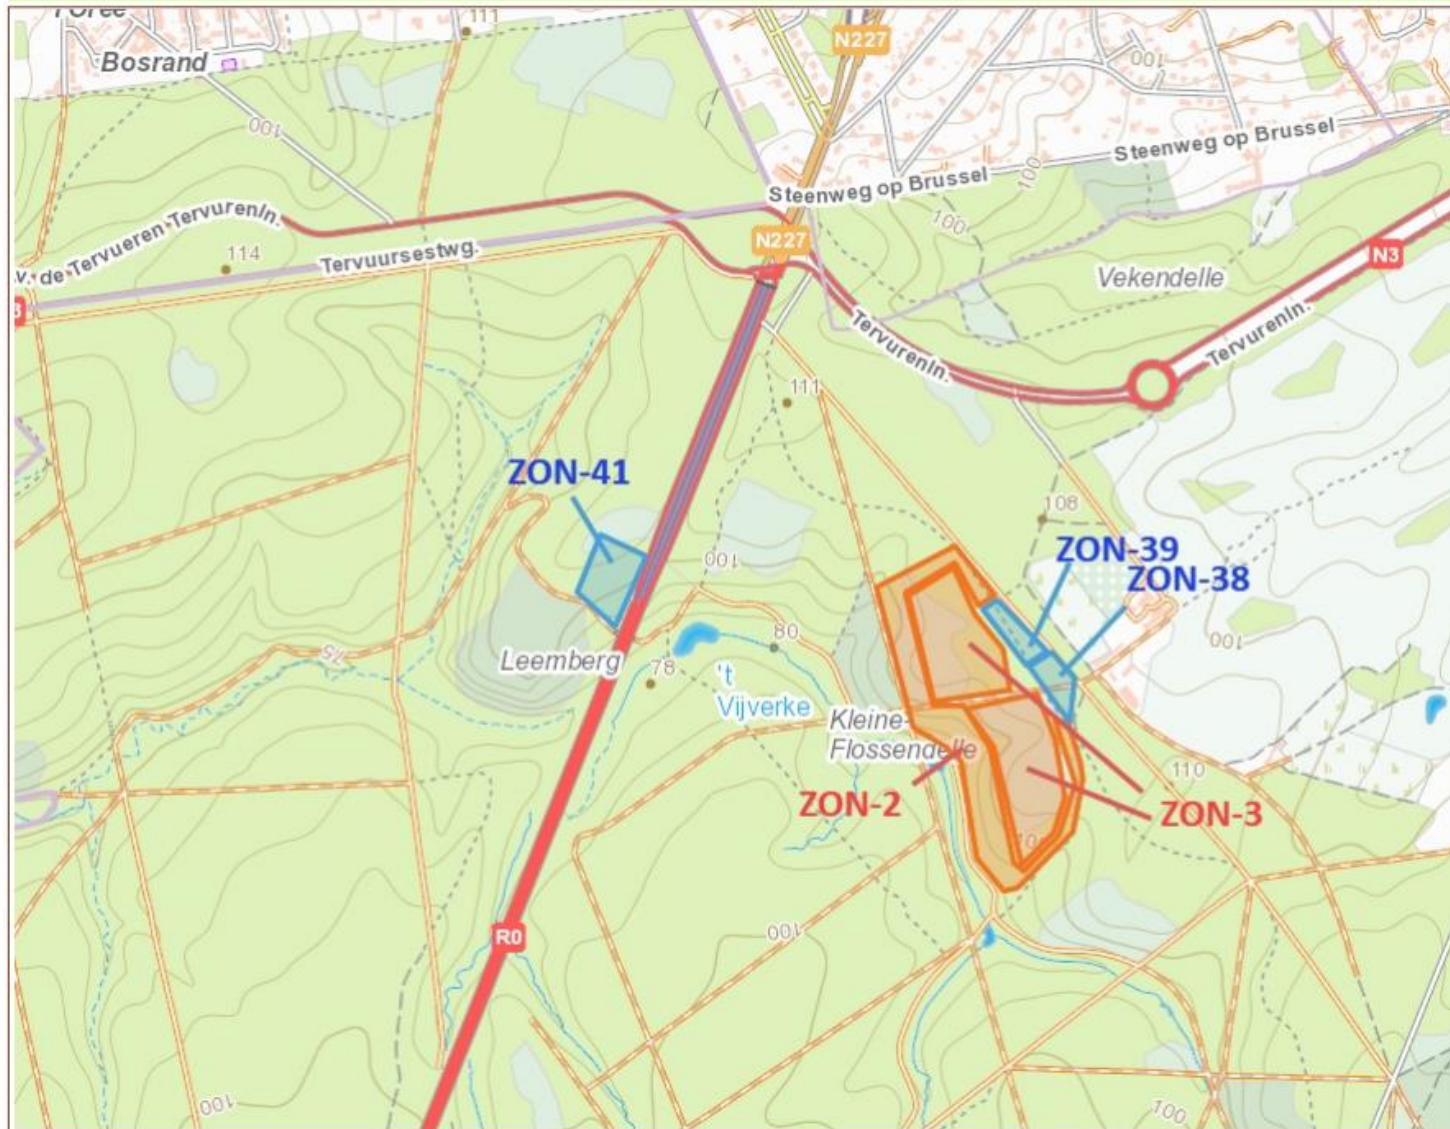 111
N227
Bosrand
100
100
Steenweg op Brussel
Steenweg op Brussel
100
100
v. de Tervueren Tervurenln.
N227
114
Tervuursestwg.
N3
Vekendelle
Tervurenln.
Tervurenln.
111
ZON-41
108
ZON-39
ZON-38
100
100
80
Leemberg
75
78
't
Vijverke
Kleine-
Flossendelle
110
ZON-2
ZON-3
100
R0
100
100